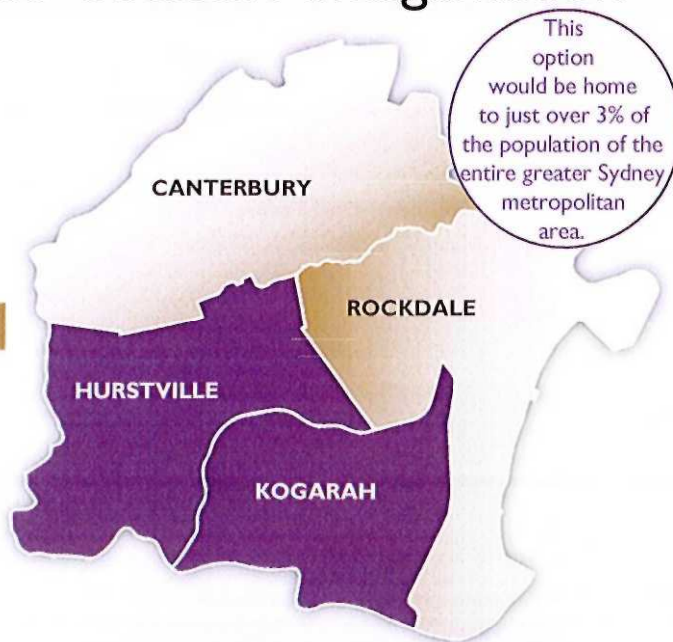 This
option
would be home
to just over 3% of
the population of the
entire greater Sydney
metropolitan
area.
CANTERBURY
ROCKDALE
HURSTVILLE
KOGARAH